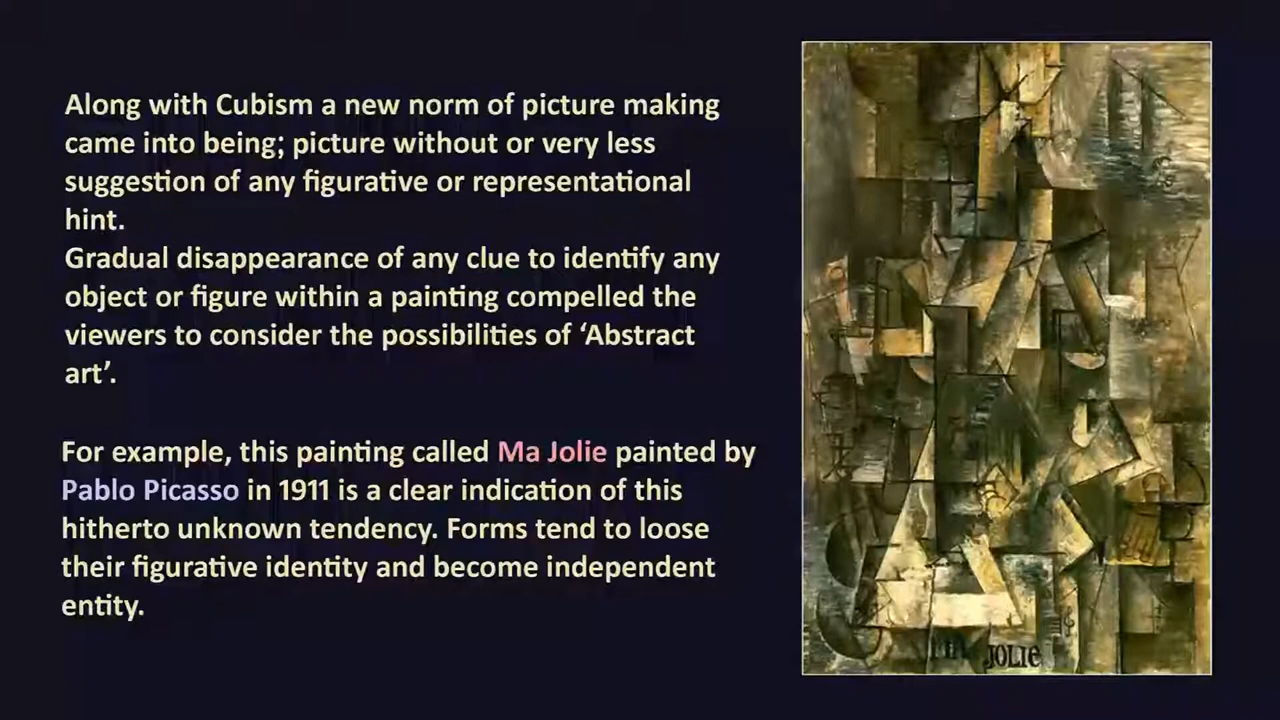 Along with Cubism a new norm of picture making
came into being; picture without or very less
suggestion of any figurative or representational
hint.
Gradual disappearance of any clue to identify any
object or figure within a painting compelled the
viewers to consider the possibilities of ‘Abstract
art’.
For example, this painting called Ma Jolie painted by
Pablo Picasso in 1911 is a clear indication of this
hitherto unknown tendency. Forms tend to loose
their figurative identity and become independent
entity.
MA JOLIE